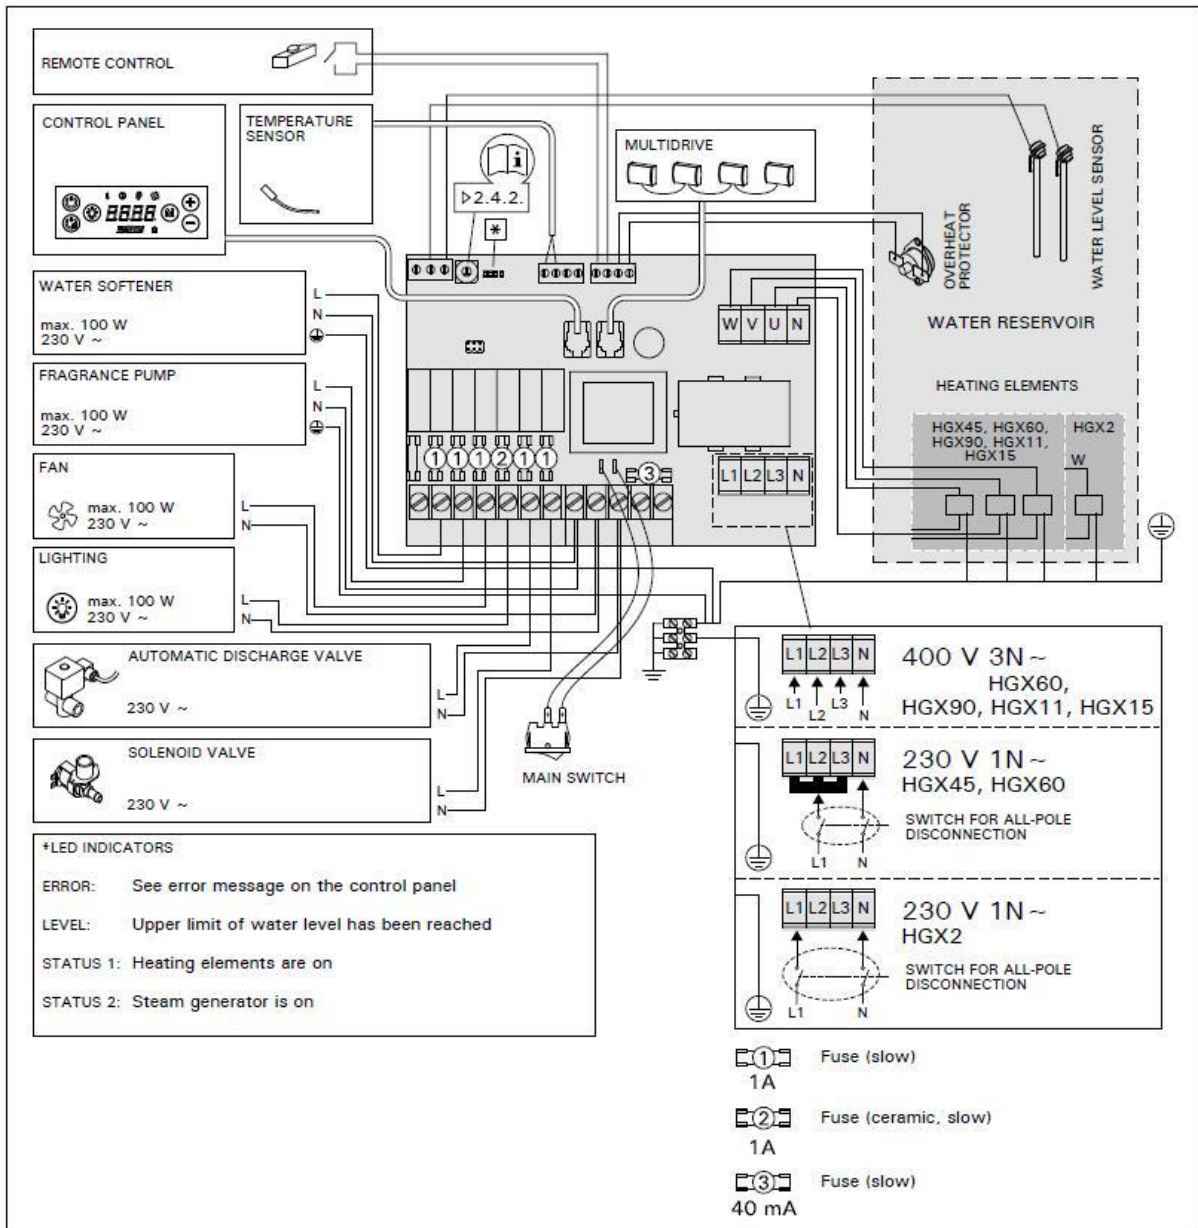 REMOTE CONTROL
CONTROL PANEL
8888
M
+
−
TEMPERATURE
SENSOR
i
▷2.4.2.
*
MULTIDRIVE
WATER LEVEL SENSOR
OVERHEAT
PROTECTOR
WATER RESERVOIR
HEATING ELEMENTS
HGX45, HGX60,
HGX90, HGX11,
HGX15
HGX2
W
WATER SOFTENER
max. 100 W
230 V ~
L
N
FRAGRANCE PUMP
max. 100 W
230 V ~
L
N
FAN
max. 100 W
230 V ~
L
N
LIGHTING
max. 100 W
230 V ~
L
N
AUTOMATIC DISCHARGE VALVE
230 V ~
L
N
SOLENOID VALVE
230 V ~
L
N
W V U N
1 1 1 2 1 1
3
L1 L2 L3 N
MAIN SWITCH
L1 L2 L3 N
L1 L2 L3 N
400 V 3N ~
HGX60,
HGX90, HGX11, HGX15
L1 L2 L3 N
230 V 1N ~
HGX45, HGX60
SWITCH FOR ALL-POLE
DISCONNECTION
L1 N
L1 L2 L3 N
230 V 1N ~
HGX2
SWITCH FOR ALL-POLE
DISCONNECTION
L1 N
*LED INDICATORS
ERROR: See error message on the control panel
LEVEL: Upper limit of water level has been reached
STATUS 1: Heating elements are on
STATUS 2: Steam generator is on
1 Fuse (slow)
1A
2 Fuse (ceramic, slow)
1A
3 Fuse (slow)
40 mA